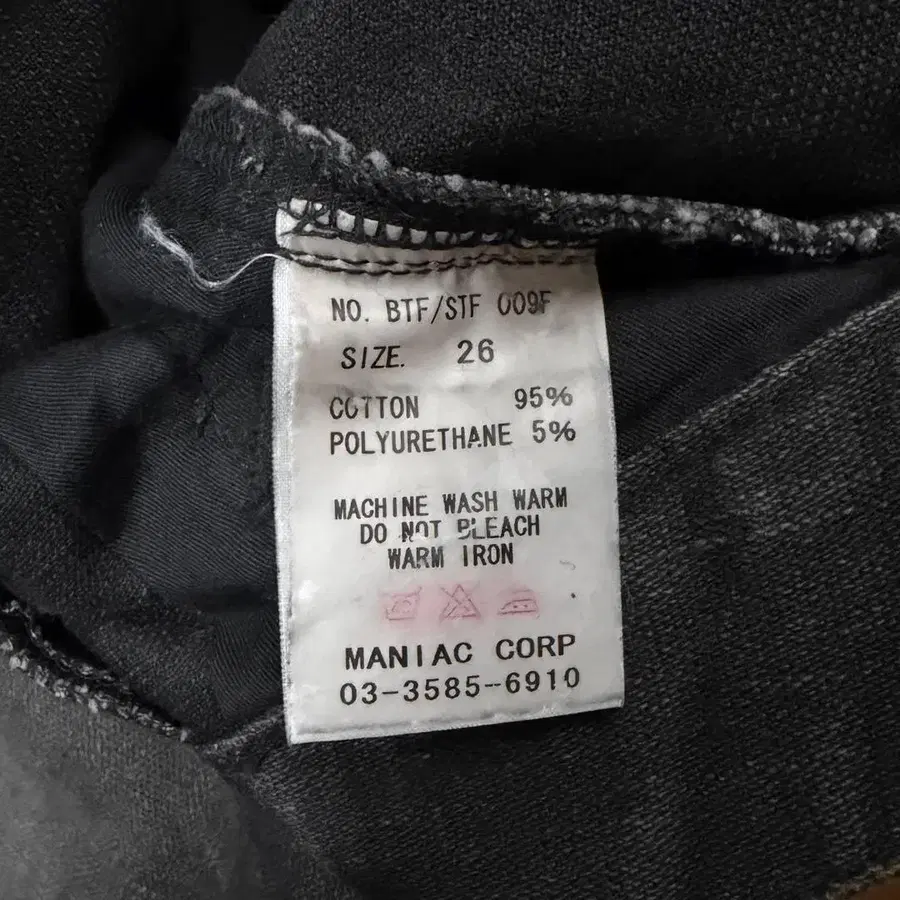 NO. BTF/STF 009F
SIZE. 26
COTTON 95%
POLYURETHANE 5%
MACHINE WASH WARM
DO NOT BLEACH
WARM IRON
MANIAC CORP
03-3585-6910